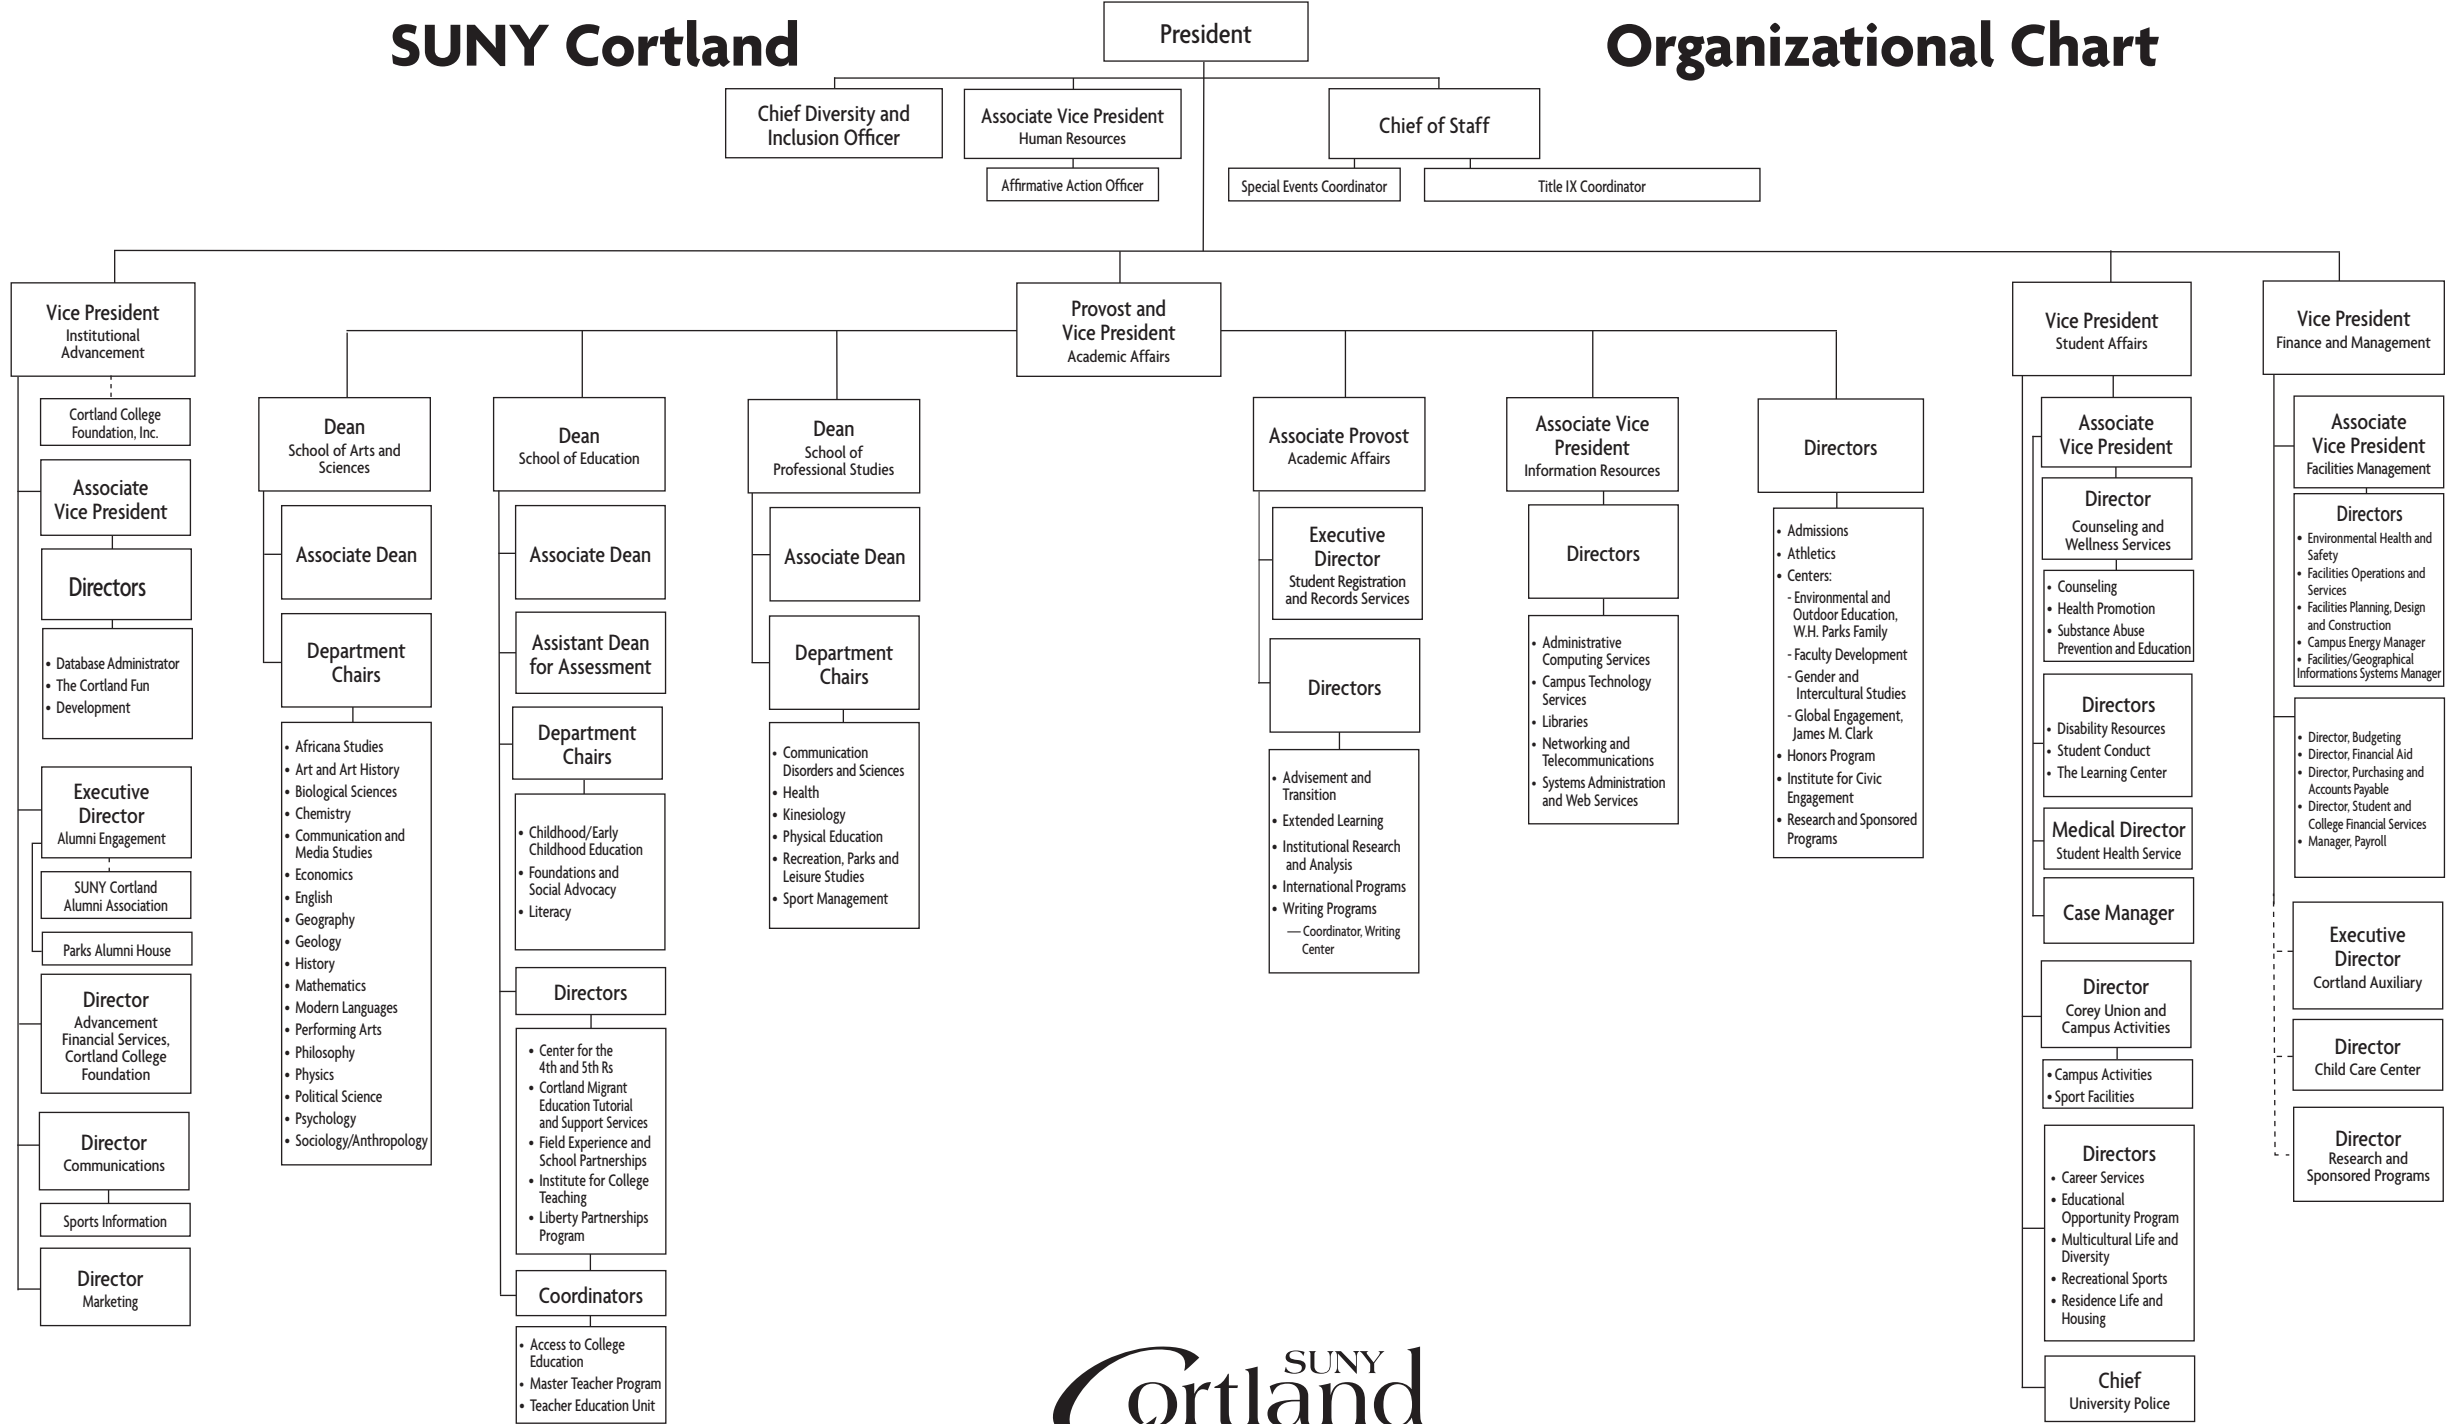 SUNY Cortland
Organizational Chart
President
Chief Diversity and
Inclusion Officer
Associate Vice President
Human Resources
Affirmative Action Officer
Chief of Staff
Special Events Coordinator
Title IX Coordinator
Vice President
Institutional
Advancement
Cortland College
Foundation, Inc.
Associate
Vice President
Directors
• Database Administrator
• The Cortland Fun
• Development
Executive
Director
Alumni Engagement
SUNY Cortland
Alumni Association
Parks Alumni House
Director
Advancement
Financial Services,
Cortland College
Foundation
Director
Communications
Sports Information
Director
Marketing
Provost and
Vice President
Academic Affairs
Dean
School of Arts and
Sciences
Associate Dean
Department
Chairs
• Africana Studies
• Art and Art History
• Biological Sciences
• Chemistry
• Communication and
Media Studies
• Economics
• English
• Geography
• Geology
• History
• Mathematics
• Modern Languages
• Performing Arts
• Philosophy
• Physics
• Political Science
• Psychology
• Sociology/Anthropology
Dean
School of Education
Associate Dean
Assistant Dean
for Assessment
Department
Chairs
• Childhood/Early
Childhood Education
• Foundations and
Social Advocacy
• Literacy
Directors
• Center for the
4th and 5th Rs
• Cortland Migrant
Education Tutorial
and Support Services
• Field Experience and
School Partnerships
• Institute for College
Teaching
• Liberty Partnerships
Program
Coordinators
• Access to College
Education
• Master Teacher Program
• Teacher Education Unit
Dean
School of
Professional Studies
Associate Dean
Department
Chairs
• Communication
Disorders and Sciences
• Health
• Kinesiology
• Physical Education
• Recreation, Parks and
Leisure Studies
• Sport Management
Associate Provost
Academic Affairs
Executive
Director
Student Registration
and Records Services
Directors
• Advisement and
Transition
• Extended Learning
• Institutional Research
and Analysis
• International Programs
• Writing Programs
— Coordinator, Writing
Center
Associate Vice
President
Information Resources
Directors
• Administrative
Computing Services
• Campus Technology
Services
• Libraries
• Networking and
Telecommunications
• Systems Administration
and Web Services
Directors
• Admissions
• Athletics
• Centers:
- Environmental and
Outdoor Education,
W.H. Parks Family
- Faculty Development
- Gender and
Intercultural Studies
- Global Engagement,
James M. Clark
• Honors Program
• Institute for Civic
Engagement
• Research and Sponsored
Programs
Vice President
Student Affairs
Associate
Vice President
Director
Counseling and
Wellness Services
• Counseling
• Health Promotion
• Substance Abuse
Prevention and Education
Directors
• Disability Resources
• Student Conduct
• The Learning Center
Medical Director
Student Health Service
Case Manager
Director
Corey Union and
Campus Activities
• Campus Activities
• Sport Facilities
Directors
• Career Services
• Educational
Opportunity Program
• Multicultural Life and
Diversity
• Recreational Sports
• Residence Life and
Housing
Chief
University Police
Vice President
Finance and Management
Associate
Vice President
Facilities Management
Directors
• Environmental Health and
Safety
• Facilities Operations and
Services
• Facilities Planning, Design
and Construction
• Campus Energy Manager
• Facilities/Geographical
Informations Systems Manager
• Director, Budgeting
• Director, Financial Aid
• Director, Purchasing and
Accounts Payable
• Director, Student and
College Financial Services
• Manager, Payroll
Executive
Director
Cortland Auxiliary
Director
Child Care Center
Director
Research and
Sponsored Programs
SUNY
Cortland